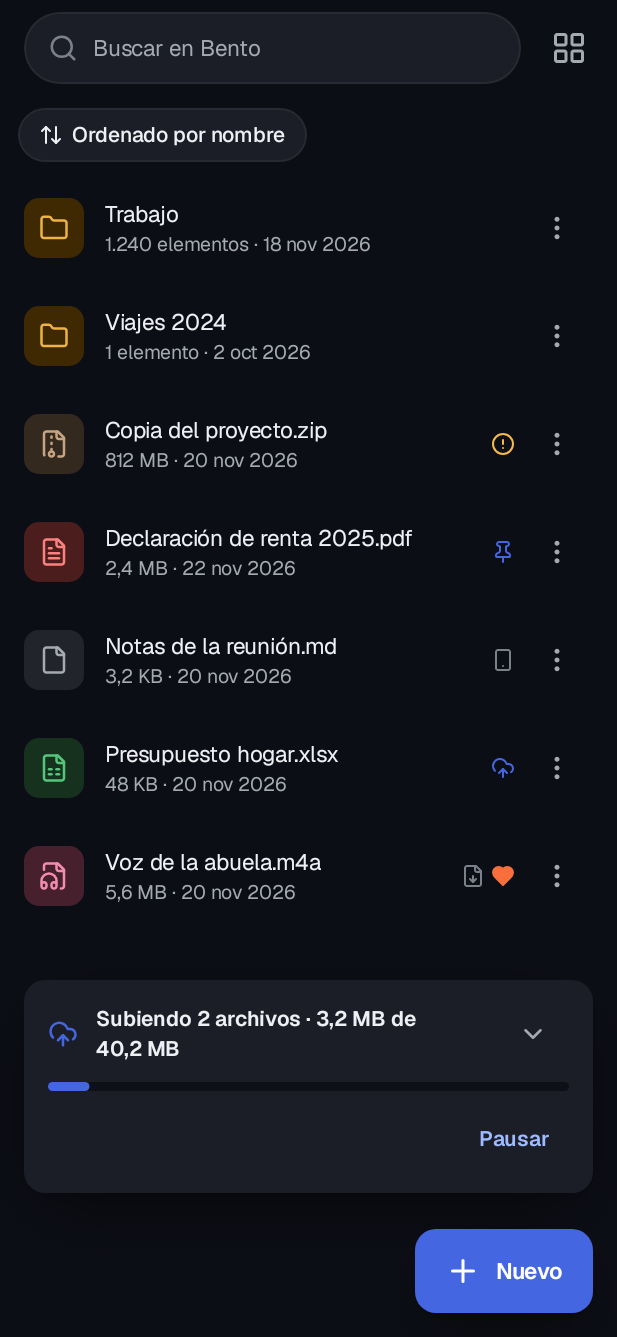 Buscar en Bento
Ordenado por nombre
Trabajo
1.240 elementos · 18 nov 2026
Viajes 2024
1 elemento · 2 oct 2026
Copia del proyecto.zip
812 MB · 20 nov 2026
Declaración de renta 2025.pdf
2,4 MB · 22 nov 2026
Notas de la reunión.md
3,2 KB · 20 nov 2026
Presupuesto hogar.xlsx
48 KB · 20 nov 2026
Voz de la abuela.m4a
5,6 MB · 20 nov 2026
Subiendo 2 archivos · 3,2 MB de
40,2 MB
Pausar
Nuevo